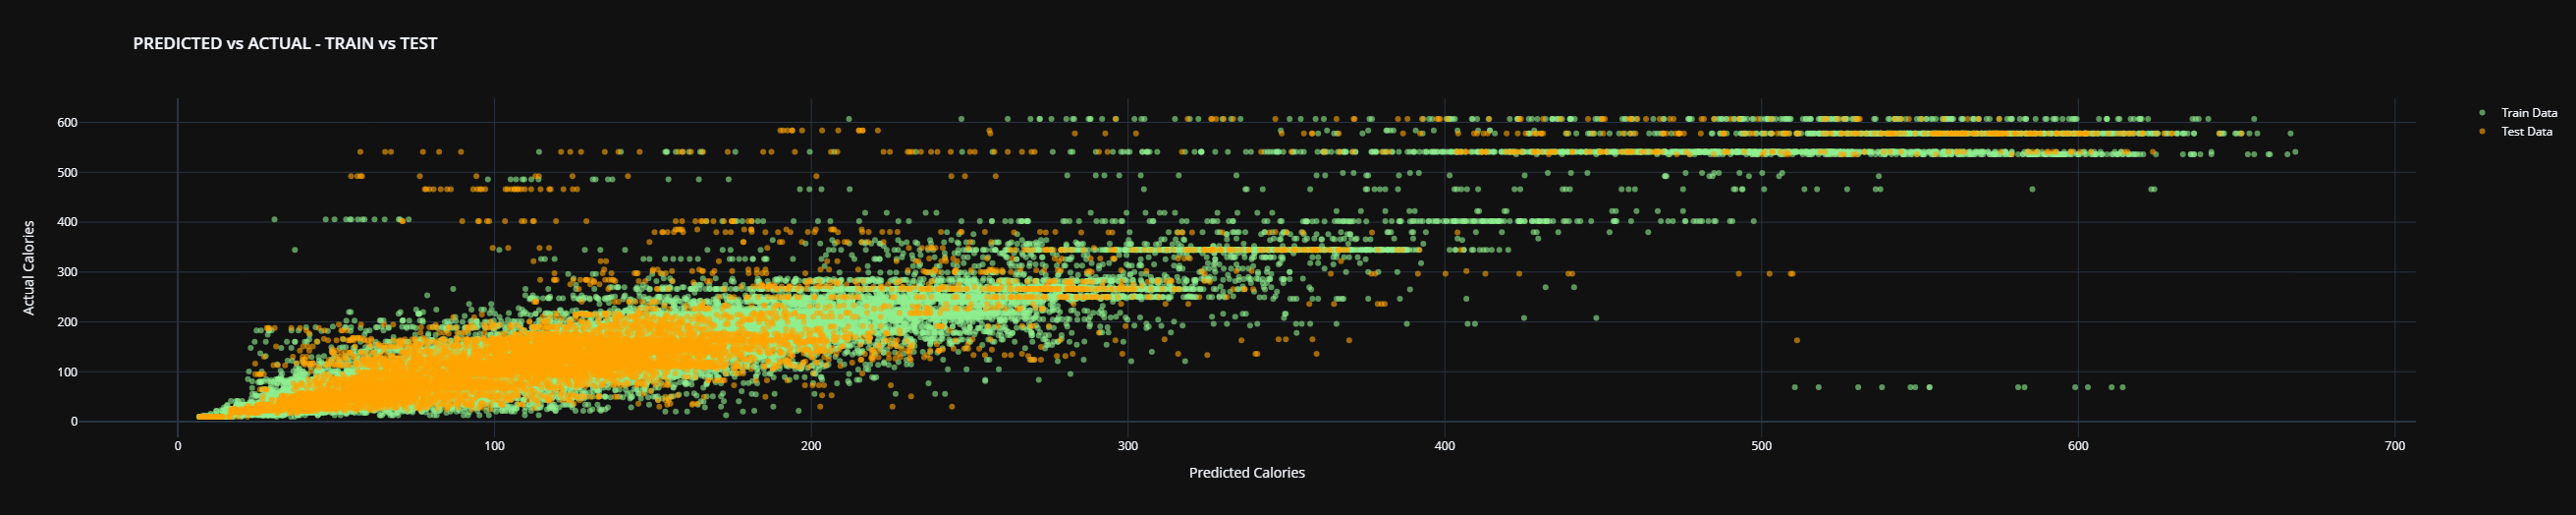 PREDICTED vs ACTUAL - TRAIN vs TEST
Train Data
Test Data
600
500
400
300
200
100
0
Actual Calories
0 100 200 300 400 500 600 700
Predicted Calories